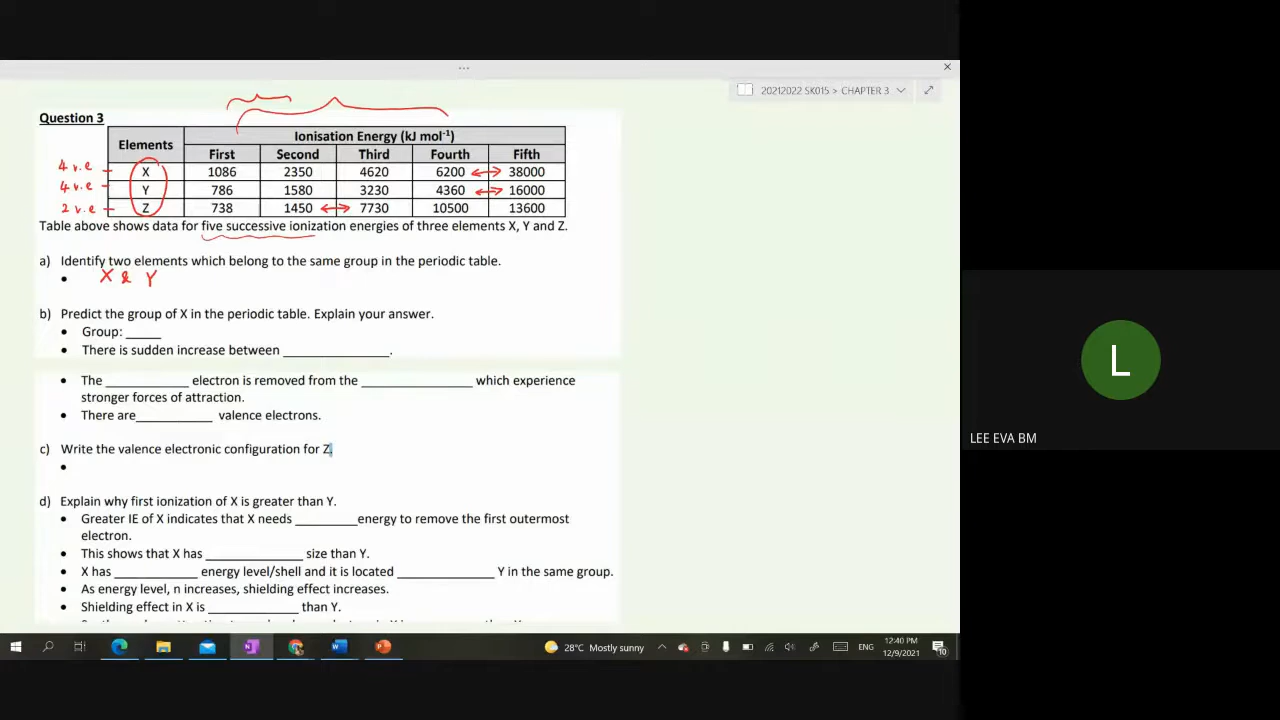 20212022 SK015 > CHAPTER 3
Question 3
Elements Ionisation Energy (kJ mol⁻¹)
First Second Third Fourth Fifth
4 v.e X 1086 2350 4620 6200 38000
4 v.e Y 786 1580 3230 4360 16000
2 v.e Z 738 1450 7730 10500 13600
Table above shows data for five successive ionization energies of three elements X, Y and Z.
a) Identify two elements which belong to the same group in the periodic table.
• X & Y
b) Predict the group of X in the periodic table. Explain your answer.
• Group: _____
• There is sudden increase between _______________.
• The ____________ electron is removed from the ________________ which experience
stronger forces of attraction.
• There are___________ valence electrons.
c) Write the valence electronic configuration for Z.
•
d) Explain why first ionization of X is greater than Y.
• Greater IE of X indicates that X needs _________energy to remove the first outermost
electron.
• This shows that X has ______________ size than Y.
• X has ____________ energy level/shell and it is located ______________ Y in the same group.
• As energy level, n increases, shielding effect increases.
• Shielding effect in X is _____________ than Y.
L
LEE EVA BM
28°C Mostly sunny
ENG
12:40 PM
12/9/2021
10